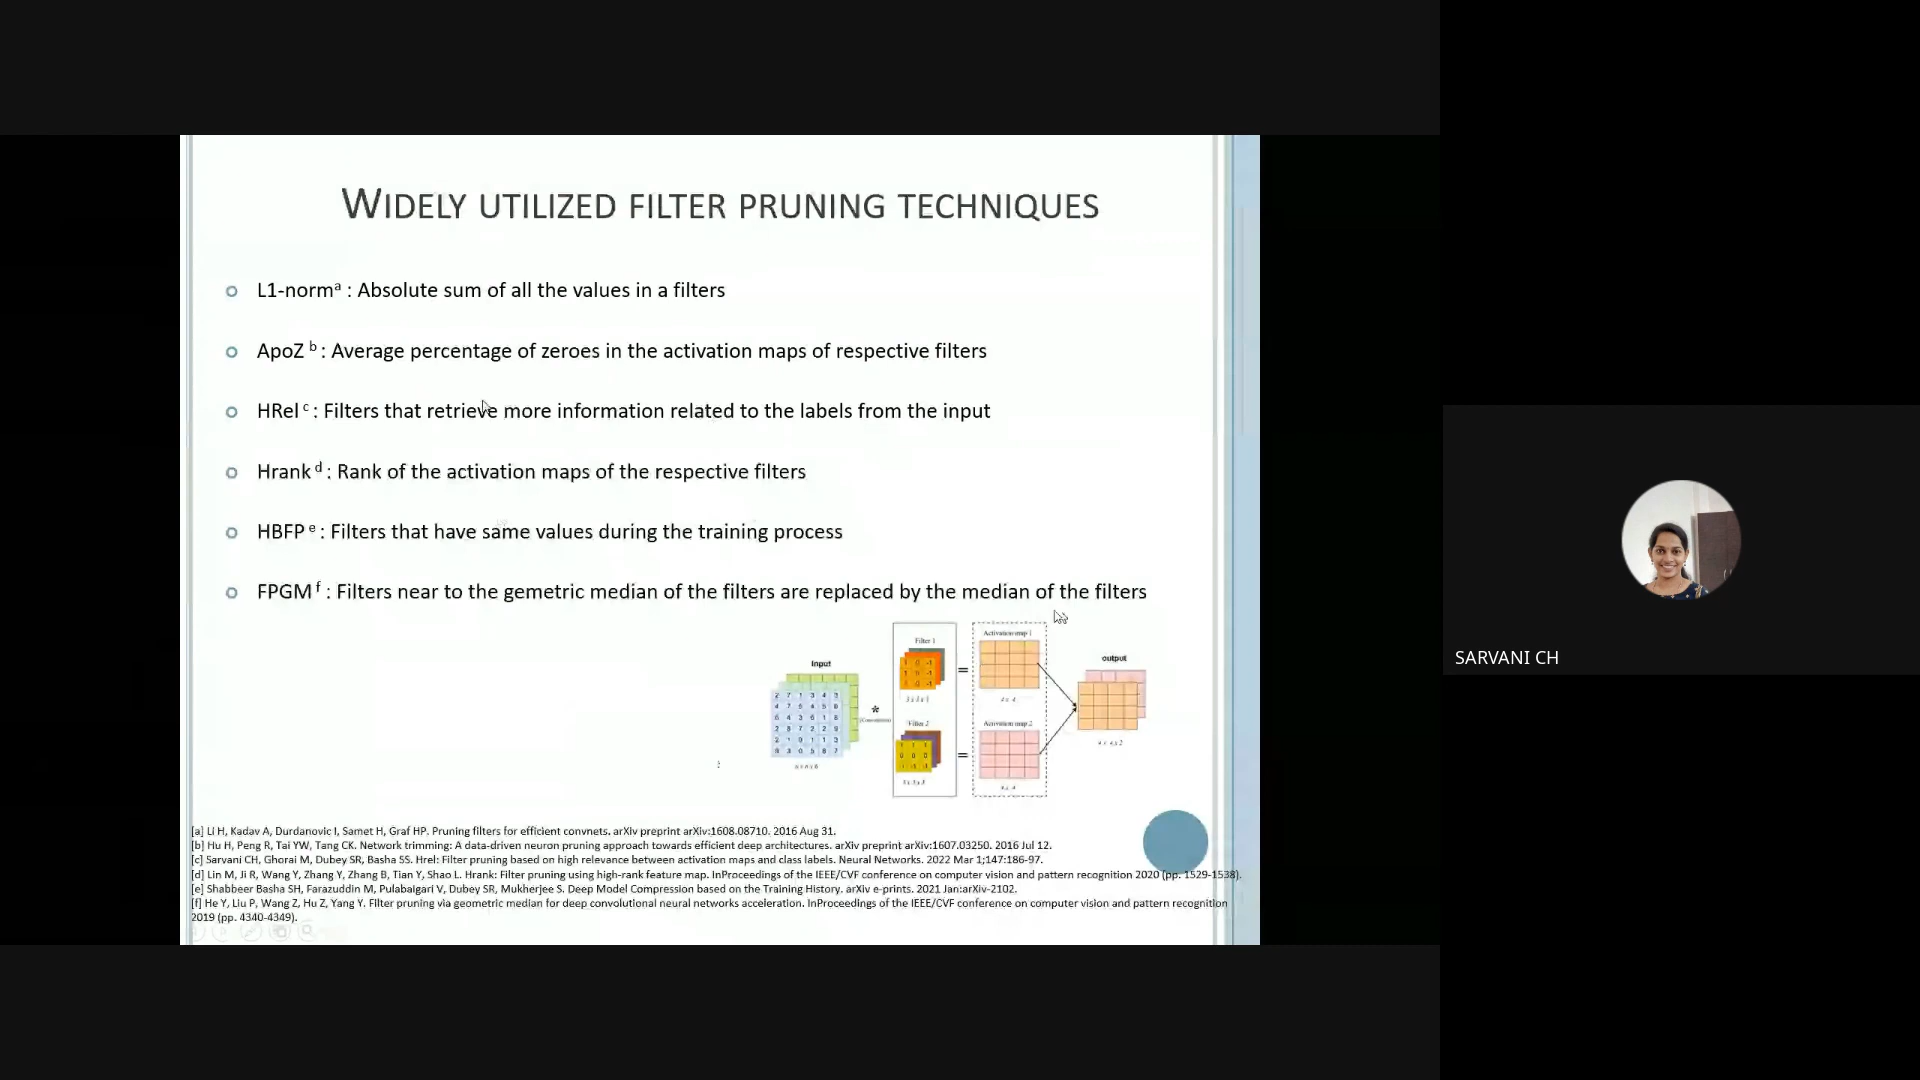 WIDELY UTILIZED FILTER PRUNING TECHNIQUES
L1-norm a : Absolute sum of all the values in a filters
ApoZ b : Average percentage of zeroes in the activation maps of respective filters
HRel c : Filters that retrieve more information related to the labels from the input
Hrank d : Rank of the activation maps of the respective filters
HBFP e : Filters that have same values during the training process
FPGM f : Filters near to the gemetric median of the filters are replaced by the median of the filters
Input
Filter 1
Activation map 1
output
Filter 2
Activation map 2
[a] Li H, Kadav A, Durdanovic I, Samet H, Graf HP. Pruning filters for efficient convnets. arXiv preprint arXiv:1608.08710. 2016 Aug 31.
[b] Hu H, Peng R, Tai YW, Tang CK. Network trimming: A data-driven neuron pruning approach towards efficient deep architectures. arXiv preprint arXiv:1607.03250. 2016 Jul 12.
[c] Sarvani CH, Ghorai M, Dubey SR, Basha SS. Hrel: Filter pruning based on high relevance between activation maps and class labels. Neural Networks. 2022 Mar 1;147:186-97.
[d] Lin M, Ji R, Wang Y, Zhang Y, Zhang B, Tian Y, Shao L. Hrank: Filter pruning using high-rank feature map. InProceedings of the IEEE/CVF conference on computer vision and pattern recognition 2020 (pp. 1529-1538).
[e] Shabbeer Basha SH, Farazuddin M, Pulabaigari V, Dubey SR, Mukherjee S. Deep Model Compression based on the Training History. arXiv e-prints. 2021 Jan:arXiv-2102.
[f] He Y, Liu P, Wang Z, Hu Z, Yang Y. Filter pruning via geometric median for deep convolutional neural networks acceleration. InProceedings of the IEEE/CVF conference on computer vision and pattern recognition
2019 (pp. 4340-4349).
SARVANI CH